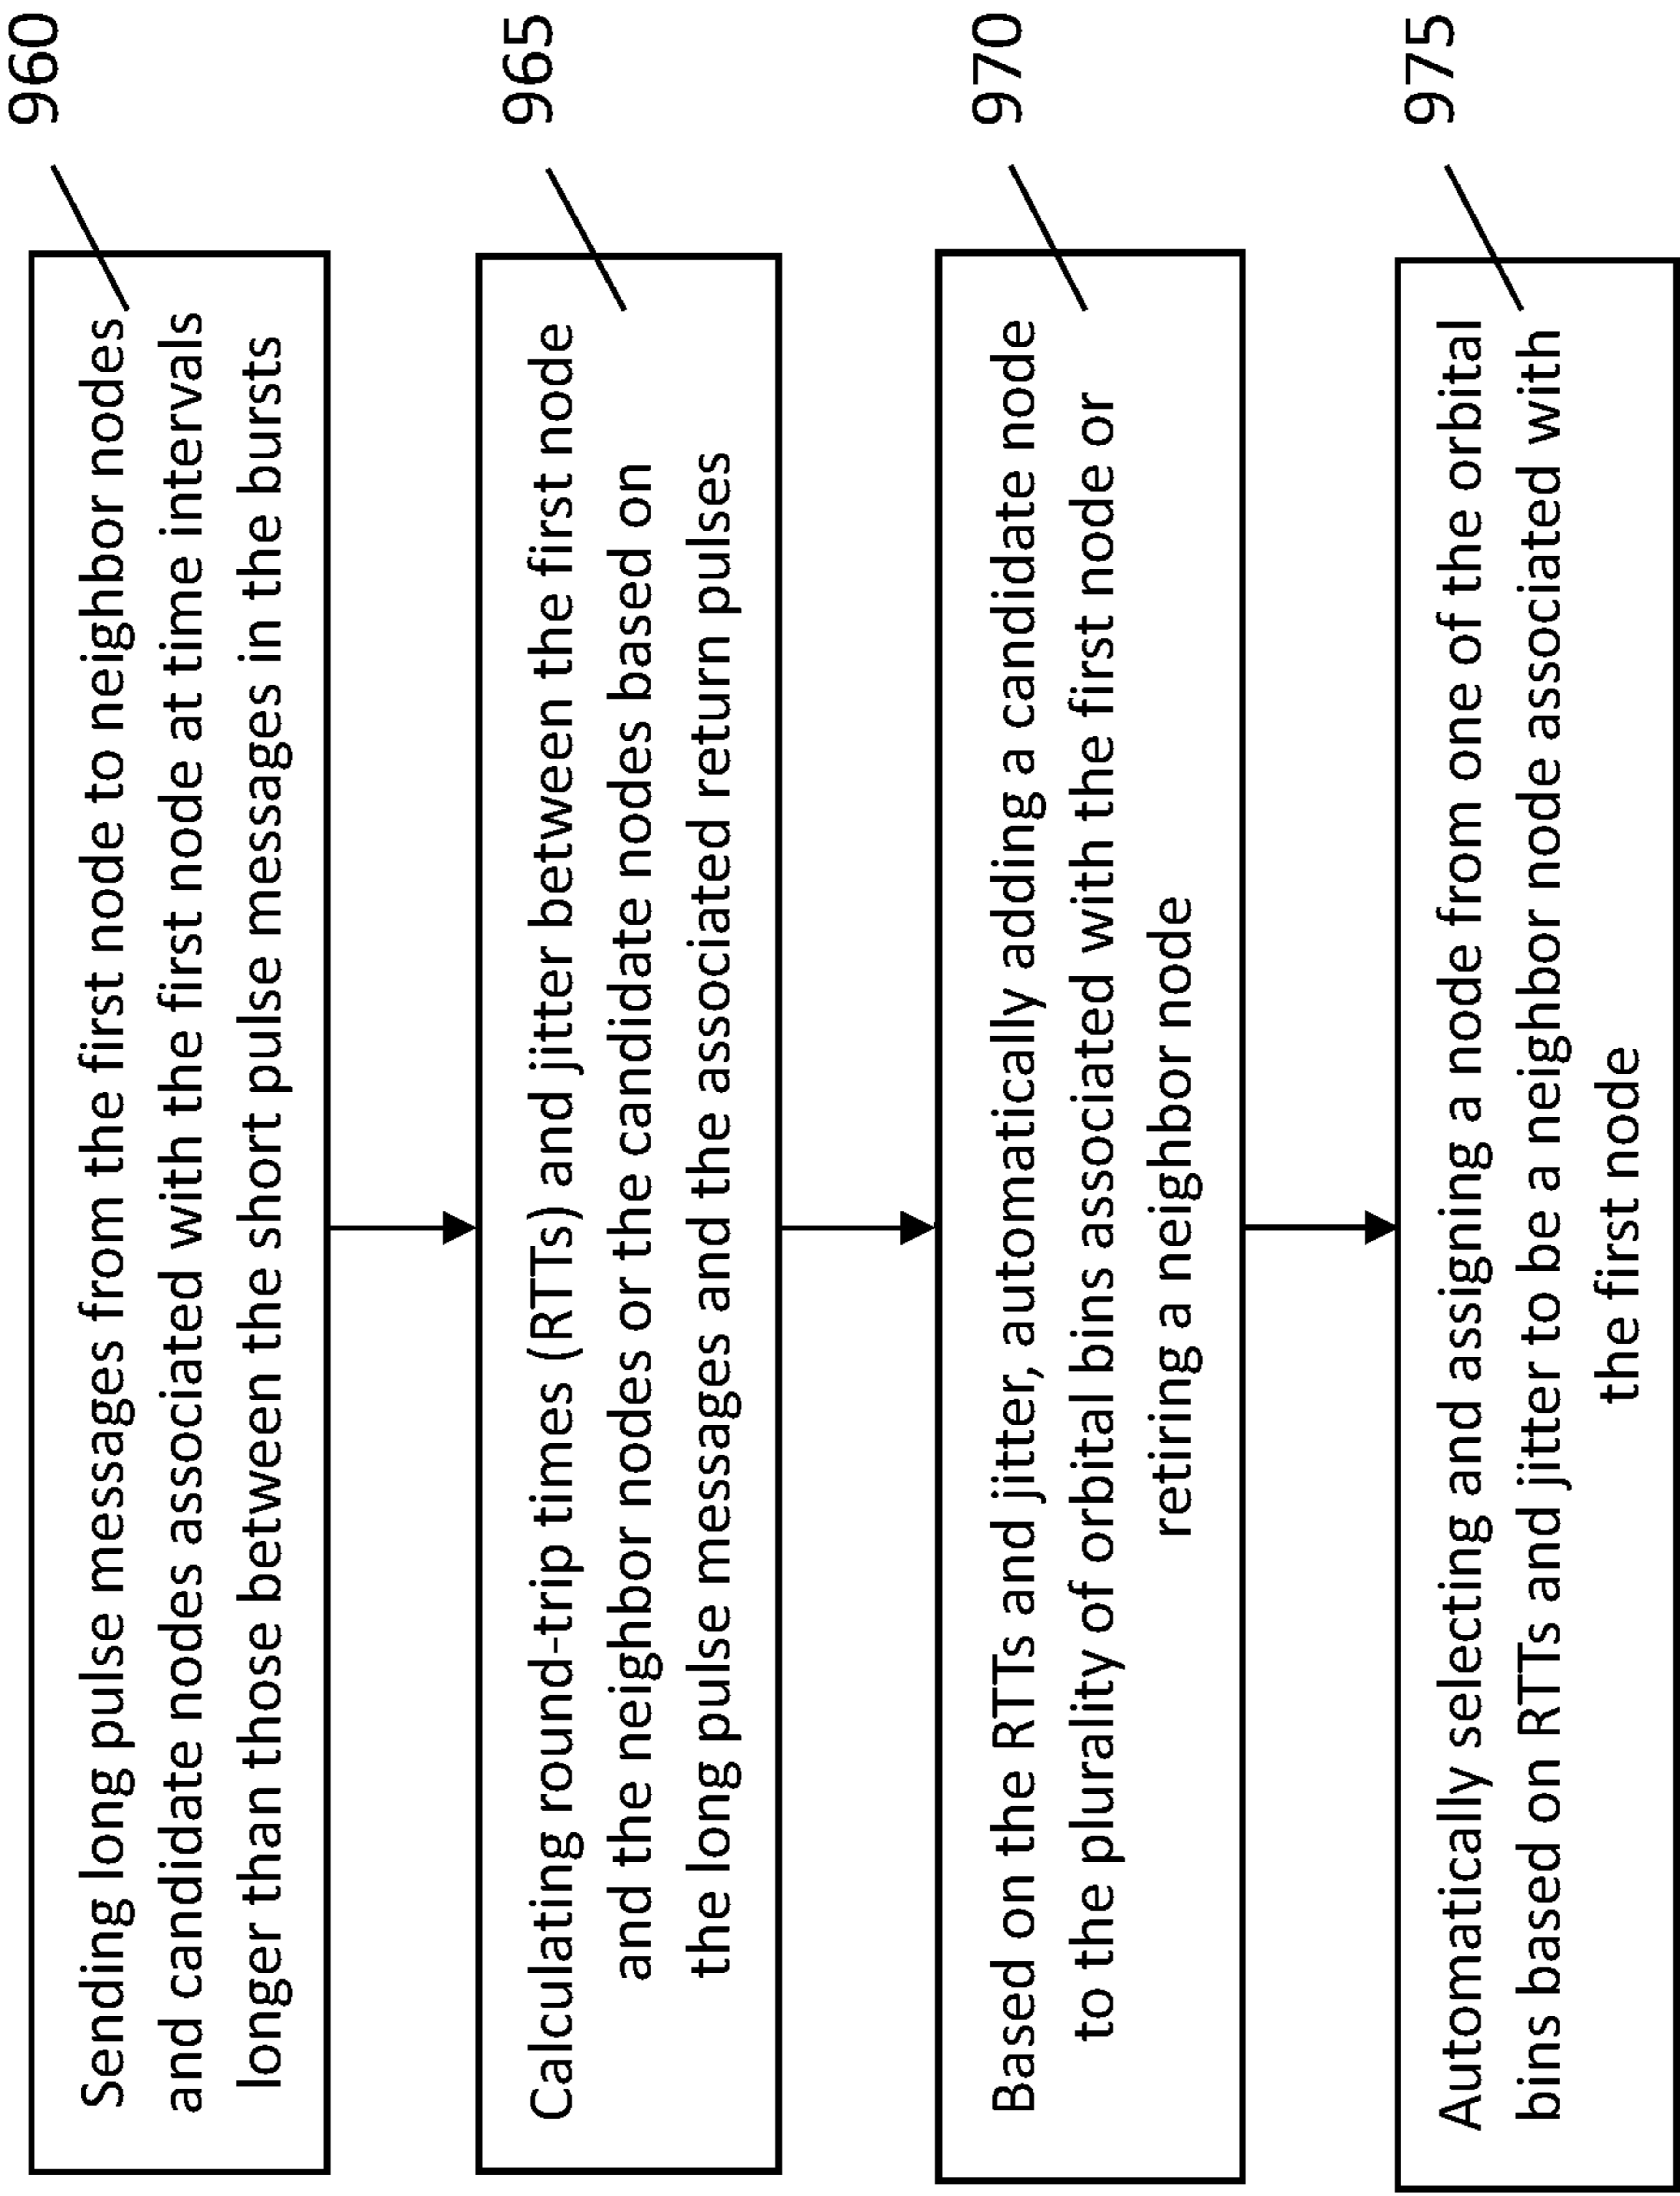 Sending long pulse messages from the first node to neighbor nodes
and candidate nodes associated with the first node at time intervals
longer than those between the short pulse messages in the bursts
960
Calculating round-trip times (RTTs) and jitter between the first node
and the neighbor nodes or the candidate nodes based on
the long pulse messages and the associated return pulses
965
Based on the RTTs and jitter, automatically adding a candidate node
to the plurality of orbital bins associated with the first node or
retiring a neighbor node
970
Automatically selecting and assigning a node from one of the orbital
bins based on RTTs and jitter to be a neighbor node associated with
the first node
975